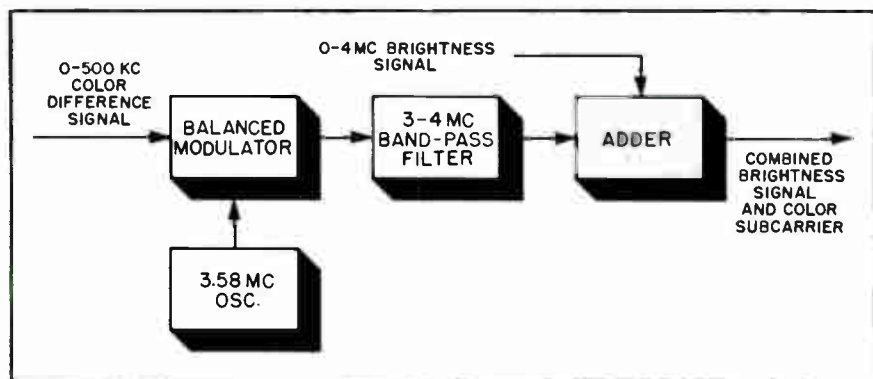 0-500 KC
COLOR
DIFFERENCE
SIGNAL
BALANCED
MODULATOR
3.58 MC
OSC.
3-4 MC
BAND-PASS
FILTER
0-4 MC BRIGHTNESS
SIGNAL
ADDER
COMBINED
BRIGHTNESS
SIGNAL
AND COLOR
SUBCARRIER